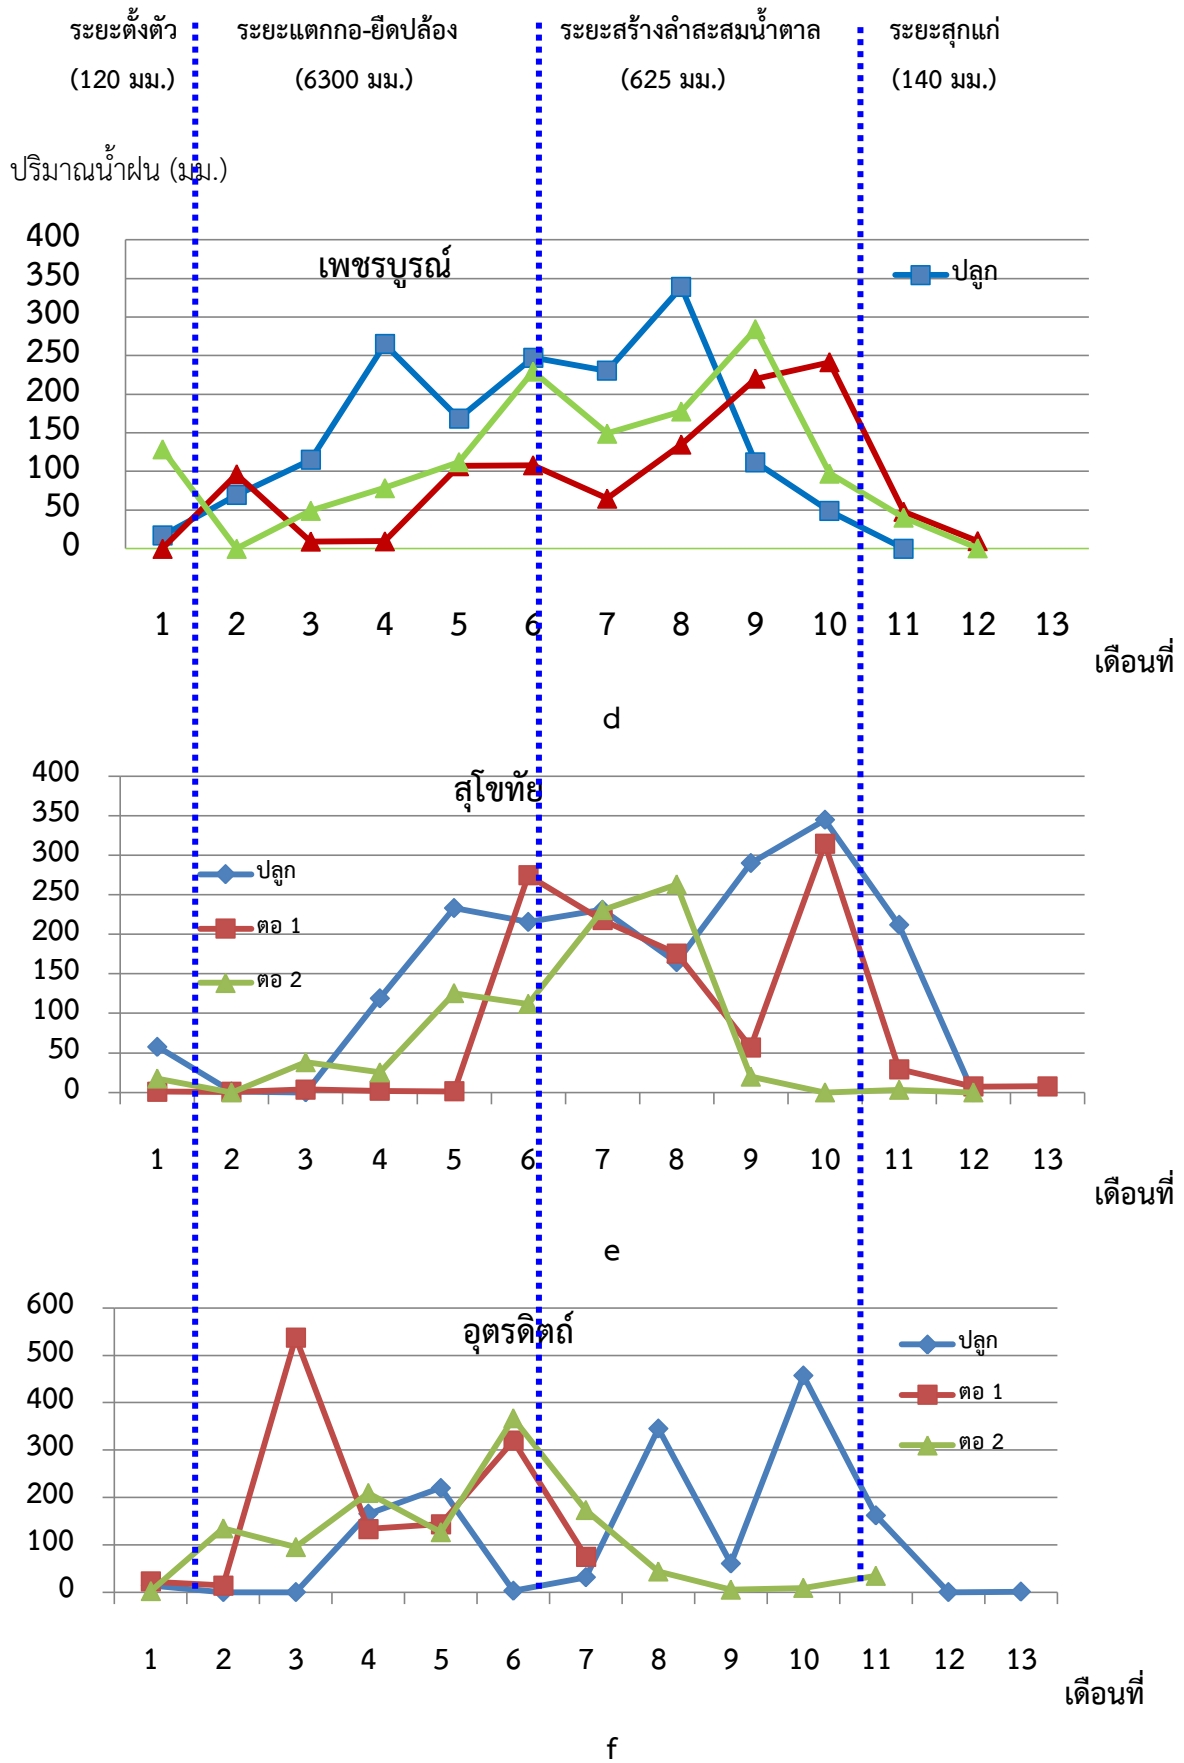 ระยะตั้งตัว ระยะแตกกอ-ยืดปล้อง ระยะสร้างลำสะสมน้ำตาล ระยะสุกแก่
(120 มม.) (6300 มม.) (625 มม.) (140 มม.)
ปริมาณน้ำฝน (มม.)
400
350
300
250
200
150
100
50
0
เพชรบูรณ์
ปลูก
1 2 3 4 5 6 7 8 9 10 11 12 13
เดือนที่
d
400
350
300
250
200
150
100
50
0
สุโขทัย
ปลูก
ตอ 1
ตอ 2
1 2 3 4 5 6 7 8 9 10 11 12 13
เดือนที่
e
600
500
400
300
200
100
0
อุตรดิตถ์
ปลูก
ตอ 1
ตอ 2
1 2 3 4 5 6 7 8 9 10 11 12 13
เดือนที่
f